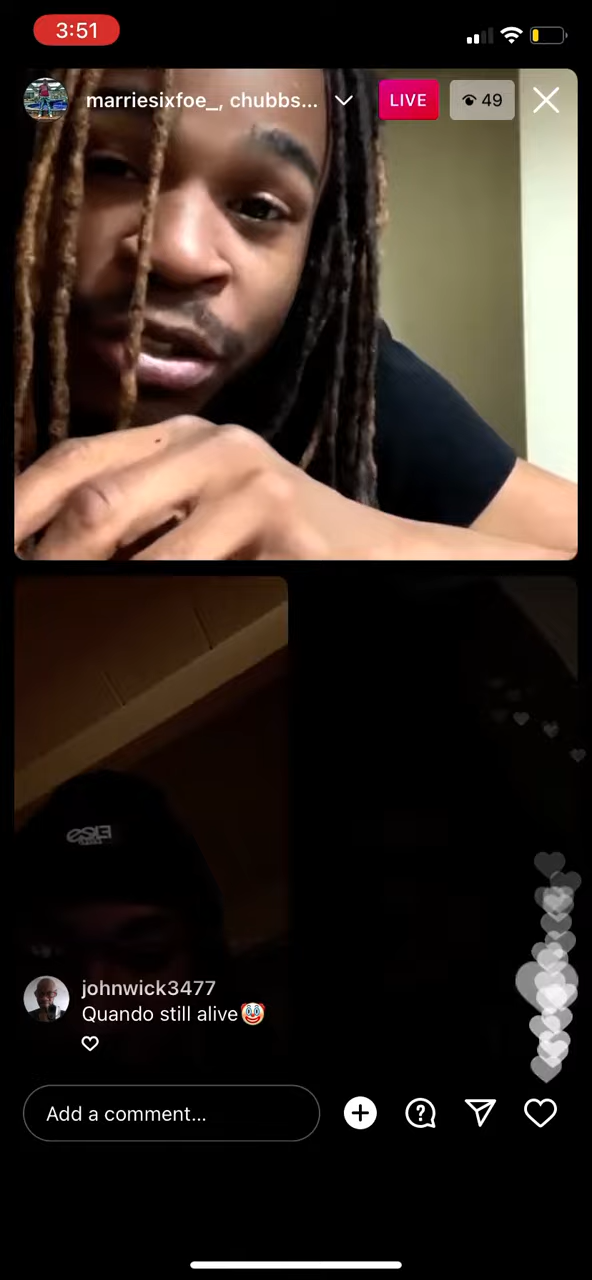 3:51
marriesixfoe_, chubbs...
LIVE
49
johnwick3477
Quando still alive🤡
Add a comment...